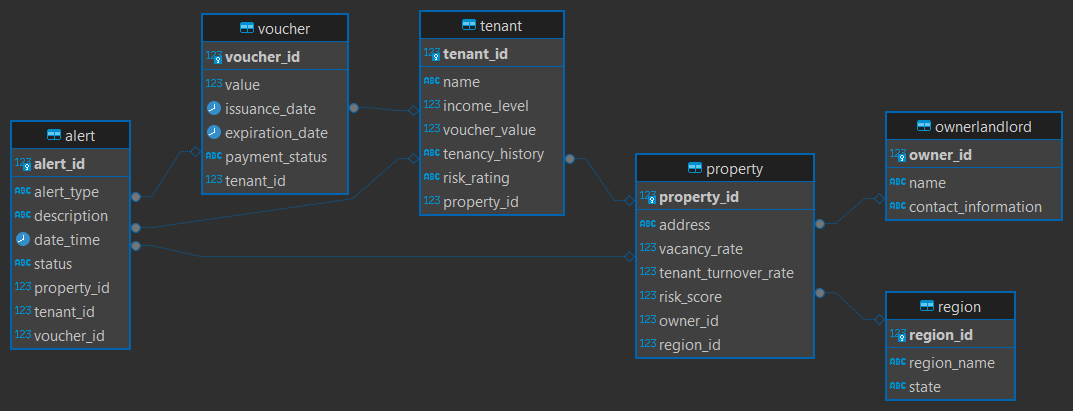 voucher
123 voucher_id
123 value
issuance_date
expiration_date
ABC payment_status
123 tenant_id
tenant
123 tenant_id
ABC name
123 income_level
123 voucher_value
ABC tenancy_history
ABC risk_rating
123 property_id
alert
123 alert_id
ABC alert_type
ABC description
date_time
ABC status
123 property_id
123 tenant_id
123 voucher_id
property
123 property_id
ABC address
123 vacancy_rate
123 tenant_turnover_rate
123 risk_score
123 owner_id
123 region_id
ownerlandlord
123 owner_id
ABC name
ABC contact_information
region
123 region_id
ABC region_name
ABC state